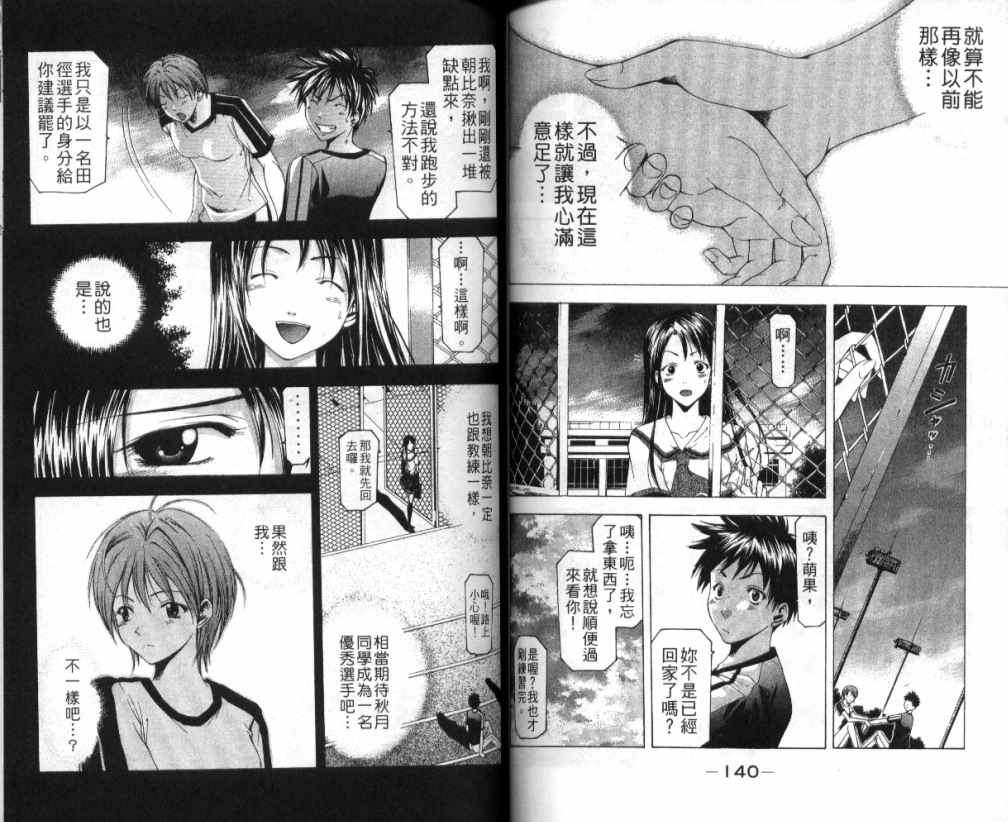 就算不能
再像以前
那樣…
不過，現在這
樣就讓我心滿
意足了…
カシャ…
啊……
咦？萌果，
妳不是已經
回家了嗎？
咦…呃…我忘
了拿東西了，
就想說順便過
來看你！
是喔？我也才
剛練習完。
－140－
我啊，剛剛還被
朝比奈揪出一堆
缺點來，
還說我跑步的
方法不對。
我只是以一名田
徑選手的身分給
你建議罷了。
…啊…這樣啊。
說的也
是…
………
我想朝比奈一定
也跟教練一樣，
那我就先回
去囉。
哦！路上
小心喔！
相當期待秋月
同學成為一名
優秀選手吧…
果然跟
我…
不一樣吧…？